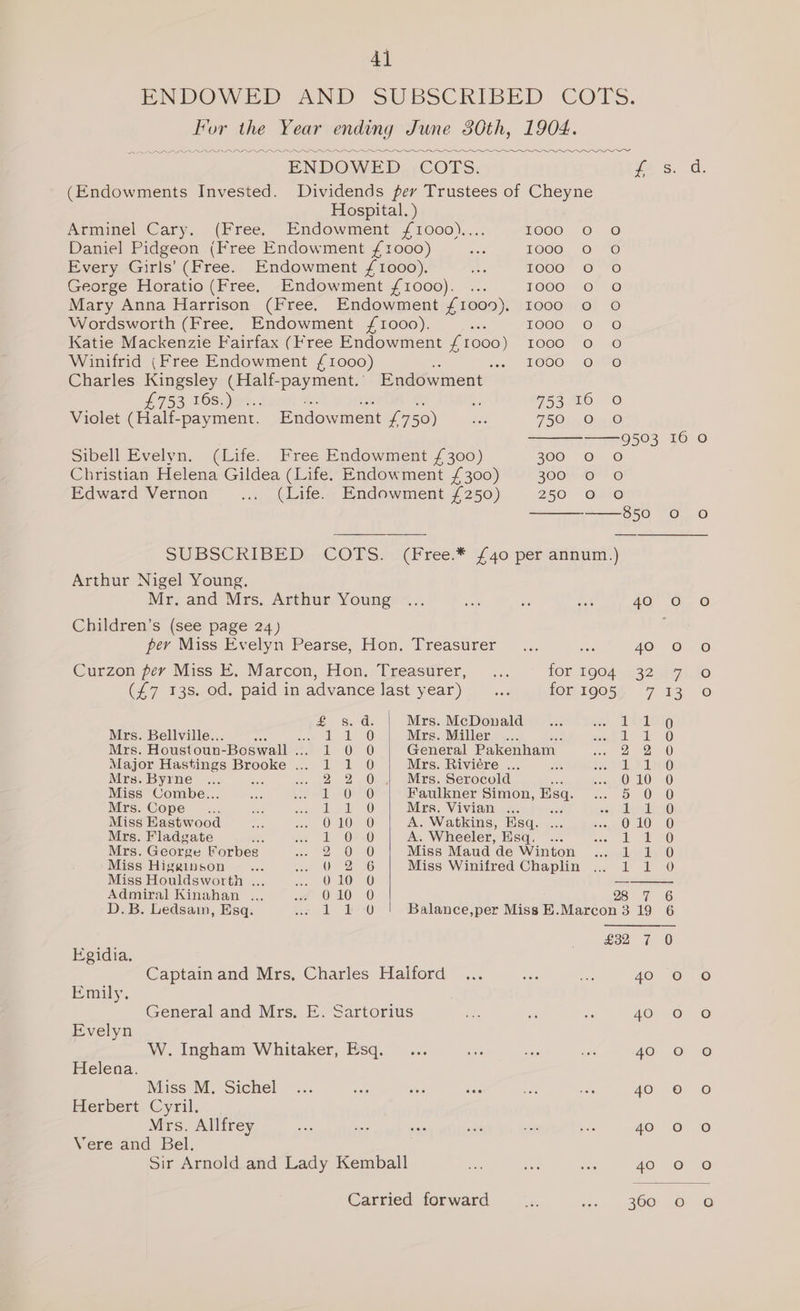 41
ENDOWED AND SUBSCRIBED COTS.
For the Year ending June 30th, 1904.
ENDOWED COTS. £ s. d.
(Endowments Invested. Dividends per Trustees of Cheyne
Hospital.)
Arminel Cary. (Free. Endowment £1000).... 1000 0 0
Daniel Pidgeon (Free Endowment £1000) ... 1000 0 0
Every Girls' (Free. Endowment £1000). ... 1000 0 0
George Horatio (Free. Endowment £1000). ... 1000 0 0
Mary Anna Harrison (Free. Endowment £1000). 1000 0 0
Wordsworth (Free. Endowment £1000). ... 1000 0 0
Katie Mackenzie Fairfax (Free Endowment £1000) 1000 0 0
Winifrid (Free Endowment £1000) .. ... 1000 0 0
Charles Kingsley (Half-payment. Endowment
£753 16s.) ... ... .. .. 753 16 0
Violet (Half-payment. Endowment £750) ... 750 0 0
————9503 16 0
Sibell Evelyn. (Life. Free Endowment £300) 300 0 0
Christian Helena Gildea (Life. Endowment £300) 300 0 0
Edward Vernon ... (Life. Endowment £250) 250 0 0
————850 0 0
SUBSCRIBED COTS. (Free.* £40 per annum.)
Arthur Nigel Young.
Mr. and Mrs. Arthur Young ... ... .. ... 40 0 0
Children's (see page 24)
per Miss Evelyn Pearse, Hon. Treasurer ... ... 40 0 0
Curzon per Miss E. Marcon, Hon. Treasurer, ... for 1904 32 7 0
(£7 13s. 0d. paid in advance last year) ... for 1905 7 13 0
£ s. d.
Mrs. Bellville... ... ... 1 1 0
Mrs. Houstoun-Boswall ... 1 0 0
Major Hastings Brooke ... 1 1 0
Mrs. Byrne ... ... ... 2 2 0
Miss Combe... ... ... 1 0 0
Mrs. Cope ... ... ... 1 1 0
Miss Eastwood ... ... 0 10 0
Mrs. Fladgate ... ... 1 0 0
Mrs. George Forbes ... 2 0 0
Miss Higginson ... ... 0 2 6
Miss Houldsworth ... ... 0 10 0
Admiral Kinahan ... ... 0 10 0
D. B. Ledsam, Esq. ... 1 1 0
Mrs. McDonald ... ... 1 1 0
Mrs. Miller ... ... ... 1 1 0
General Pakenham ... 2 2 0
Mrs. Rivière ... ... ... 1 1 0
Mrs. Serocold ... ... 0 10 0
Faulkner Simon, Esq. ... 5 0 0
Mrs. Vivian ... ... .. 1 1 0
A. Watkins, Esq. ... ... 0 10 0
A. Wheeler, Esq. ... ... 1 1 0
Miss Maud de Winton ... 1 1 0
Miss Winifred Chaplin ... 1 1 0
28 7 6
Balance, per Miss E. Marcon 3 19 6
£32 7 0
Egidia.
Captain and Mrs. Charles Halford ... ... ... 40 0 0
Emily.
General and Mrs. E. Sartorius ... .. .. 40 0 0
Evelyn
W. Ingham Whitaker, Esq. ... ... ... ... 40 0 0
Helena.
Miss M. Sichel ... ... ... ... ... ... 40 0 0
Herbert Cyril.
Mrs. Allfrey ... ... ... ... ... ... 40 0 0
Vere and Bel.
Sir Arnold and Lady Kemball ... ... ... 40 0 0
Carried forward ... ... 360 0 0